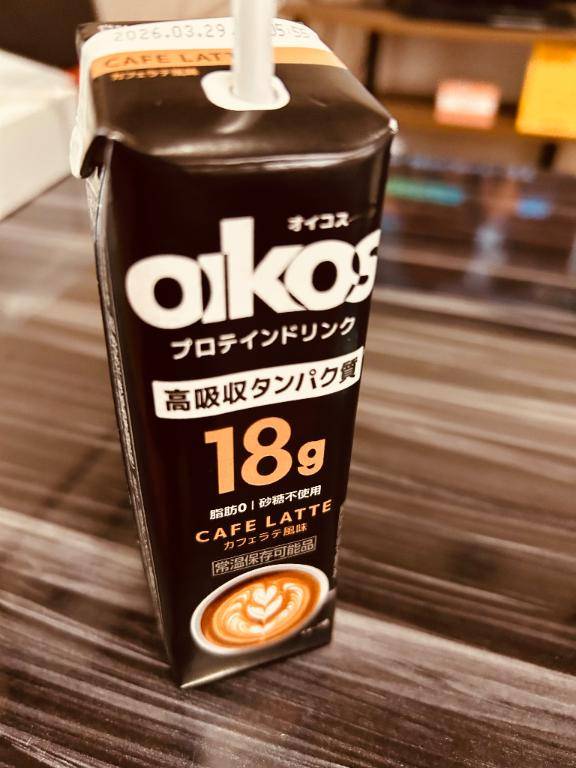 2026.03.29
CAFE LATTE
カフェラテ風味
オイコス
oikos
プロテインドリンク
高吸収タンパク質
18g
脂肪0 | 砂糖不使用
CAFE LATTE
カフェラテ風味
常温保存可能品